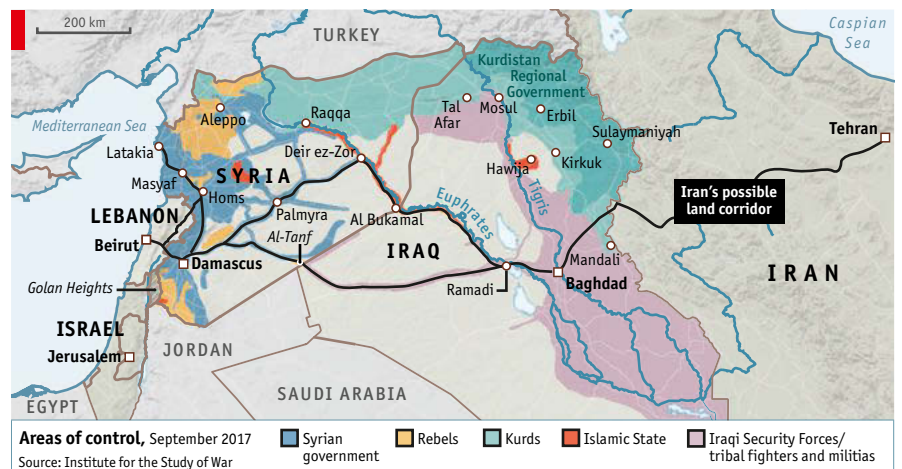 200 km
TURKEY
Caspian
Sea
Kurdistan
Regional
Government
Mediterranean Sea
Aleppo
Raqqa
Tal
Afar
Mosul
Erbil
Sulaymaniyah
Tehran
Latakia
Deir ez-Zor
Hawija
Kirkuk
Masyaf
SYRIA
Homs
Tigris
Iran's possible
land corridor
LEBANON
Palmyra
Al Bukamal
Euphrates
Beirut
Al-Tanf
IRAQ
Mandali
IRAN
Damascus
Golan Heights
Ramadi
Baghdad
ISRAEL
Jerusalem
JORDAN
SAUDI ARABIA
EGYPT
Areas of control, September 2017
Source: Institute for the Study of War
Syrian
government
Rebels
Kurds
Islamic State
Iraqi Security Forces/
tribal fighters and militias